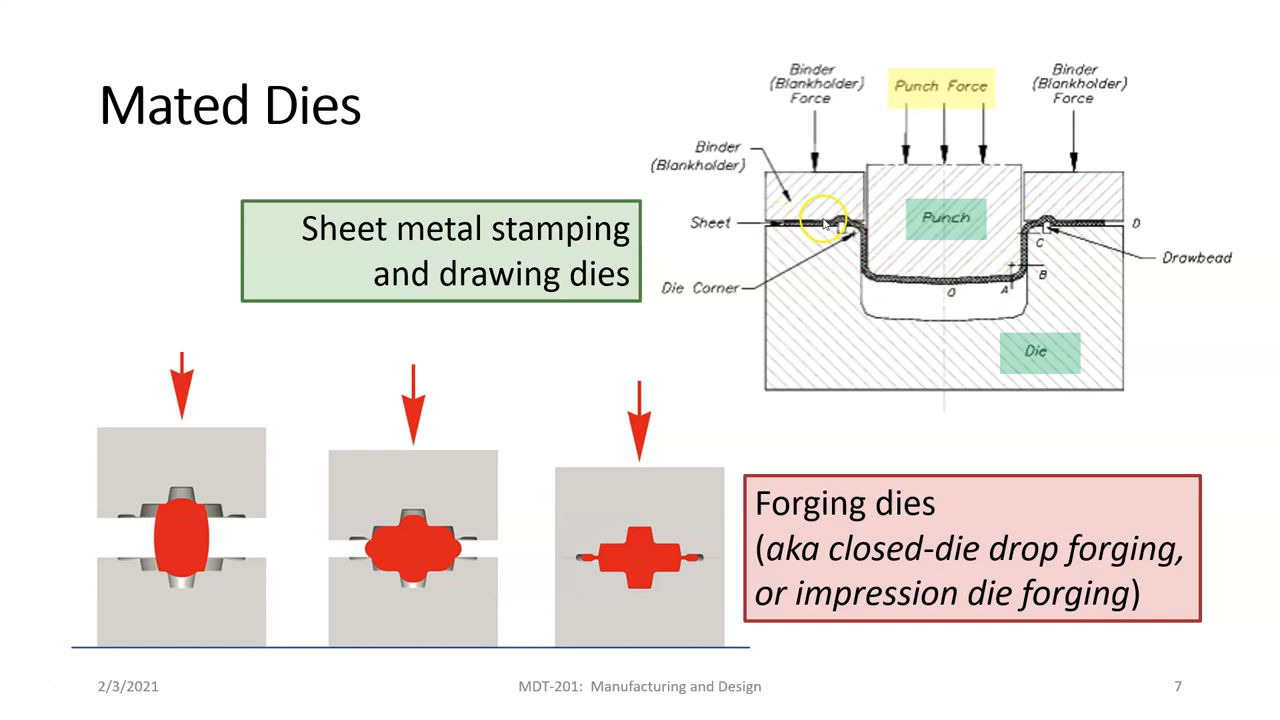 Mated Dies
Sheet metal stamping
and drawing dies
Binder
(Blankholder)
Force
Punch Force
Binder
(Blankholder)
Force
Binder
(Blankholder)
Sheet
Punch
D
C
Drawbead
B
A
O
Die Corner
Die
Forging dies
(aka closed-die drop forging,
or impression die forging)
2/3/2021
MDT-201: Manufacturing and Design
7